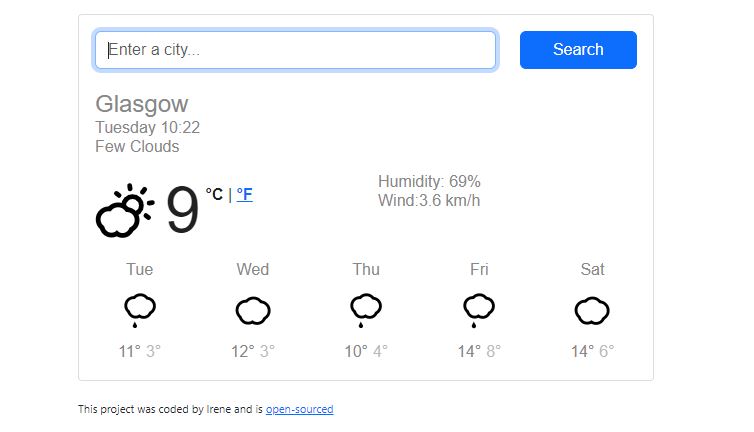 Enter a city...
Search
Glasgow
Tuesday 10:22
Few Clouds
9 °C | °F
Humidity: 69%
Wind:3.6 km/h
Tue Wed Thu Fri Sat
11° 3° 12° 3° 10° 4° 14° 8° 14° 6°
This project was coded by Irene and is open-sourced